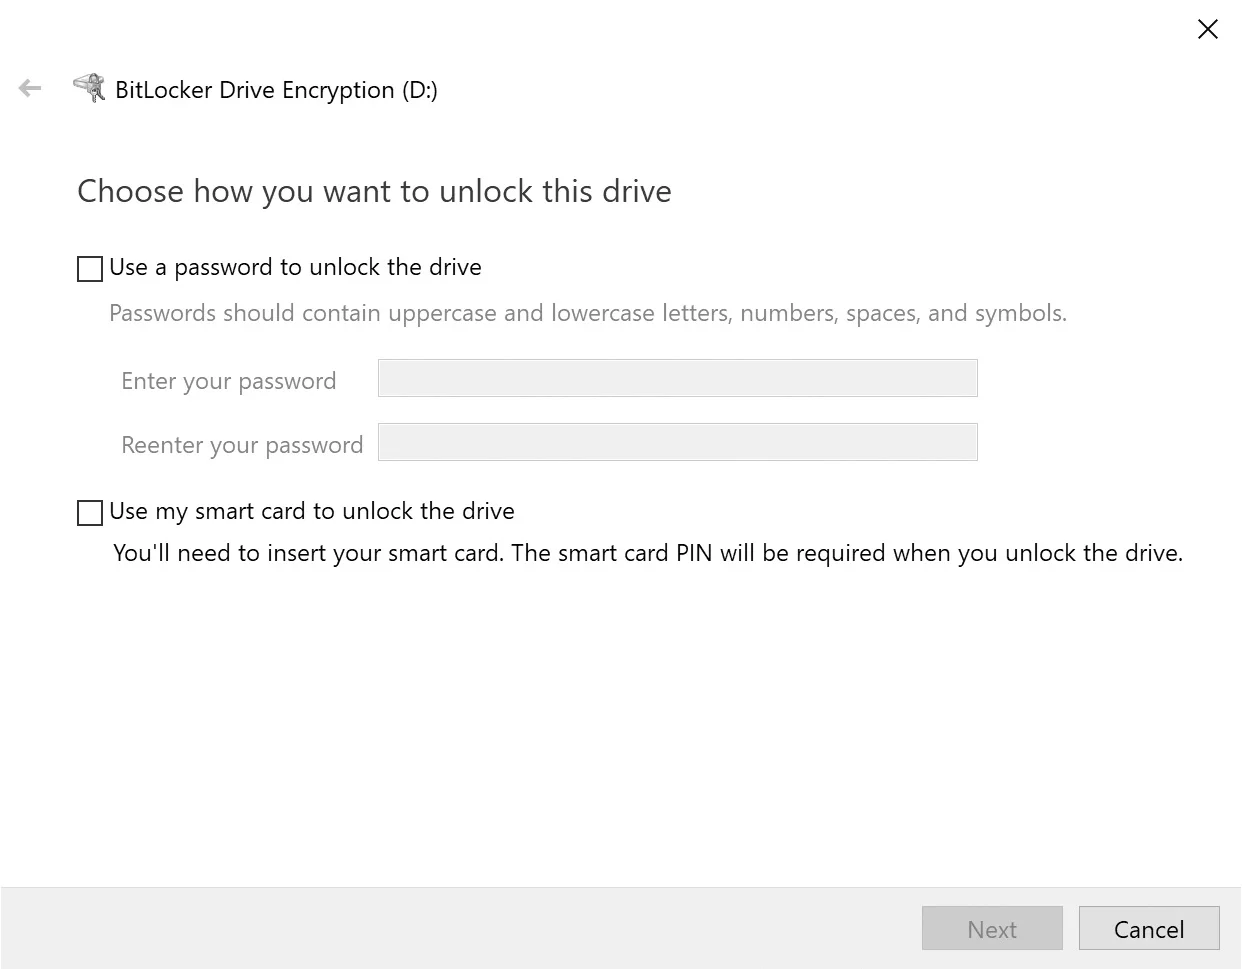 BitLocker Drive Encryption (D:)
Choose how you want to unlock this drive
Use a password to unlock the drive
Passwords should contain uppercase and lowercase letters, numbers, spaces, and symbols.
Enter your password
Reenter your password
Use my smart card to unlock the drive
You'll need to insert your smart card. The smart card PIN will be required when you unlock the drive.
Next
Cancel